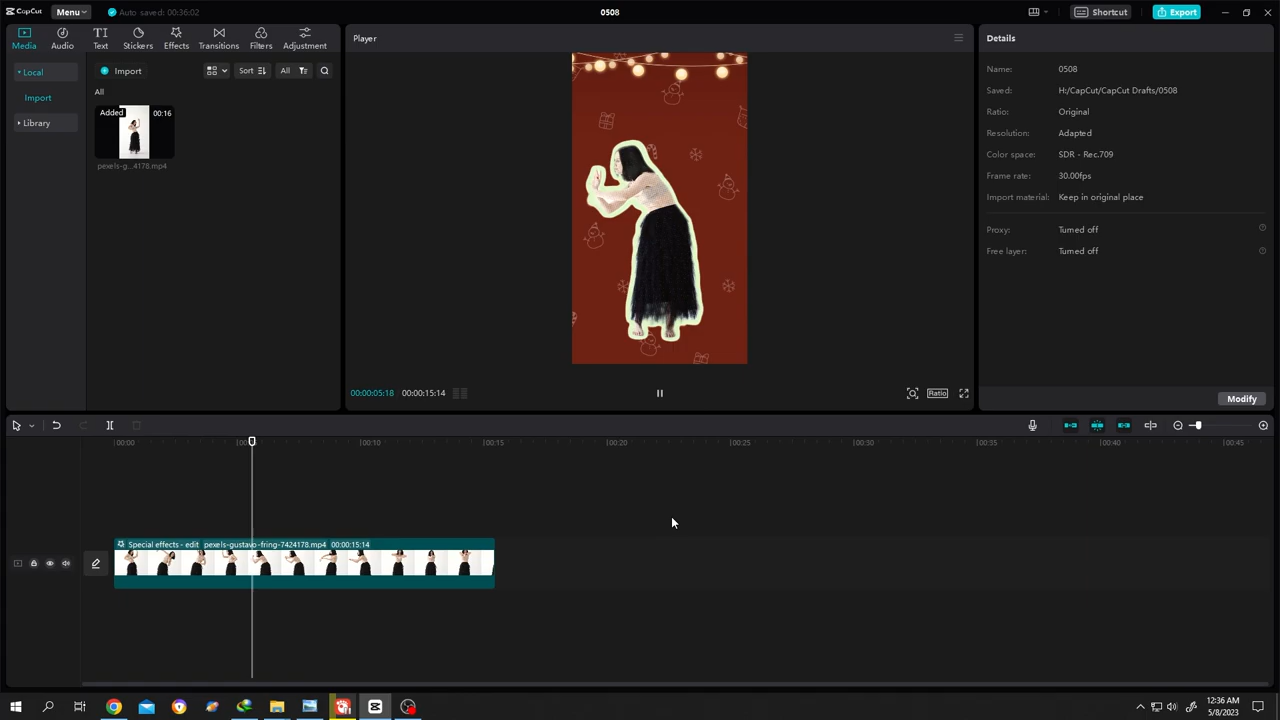 CapCut Menu Auto saved: 00:36:02 0508 Shortcut Export
Media Audio Text Stickers Effects Transitions Filters Adjustment
Player
Details
Local
Import
Library
Import Sort All
All
Added 00:16
pexels-g...4178.mp4
Name: 0508
Saved: H:/CapCut/CapCut Drafts/0508
Ratio: Original
Resolution: Adapted
Color space: SDR - Rec.709
Frame rate: 30.00fps
Import material: Keep in original place
Proxy: Turned off
Free layer: Turned off
00:00:05:18 00:00:15:14 Ratio
Modify
00:00 00:10 00:15 00:20 00:25 00:30 00:35 00:40 00:45
Special effects - edit pexels-gustavo-fring-7424178.mp4 00:00:15:14
12:36 AM
5/8/2023